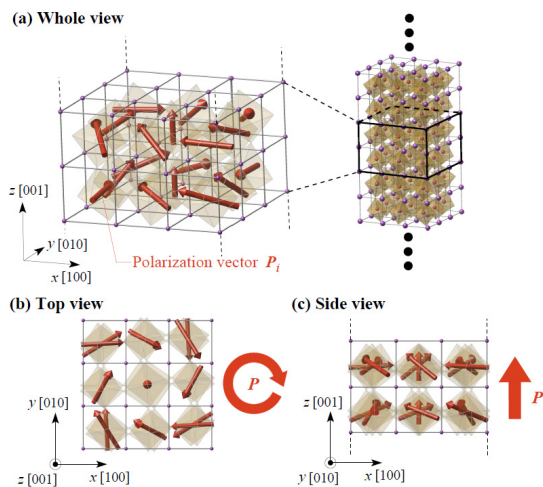 (a) Whole view
z [001]
y [010]
x [100]
Polarization vector P_i
(b) Top view
(c) Side view
P
P
y [010]
z [001]
z [001]
x [100]
y [010]
x [100]